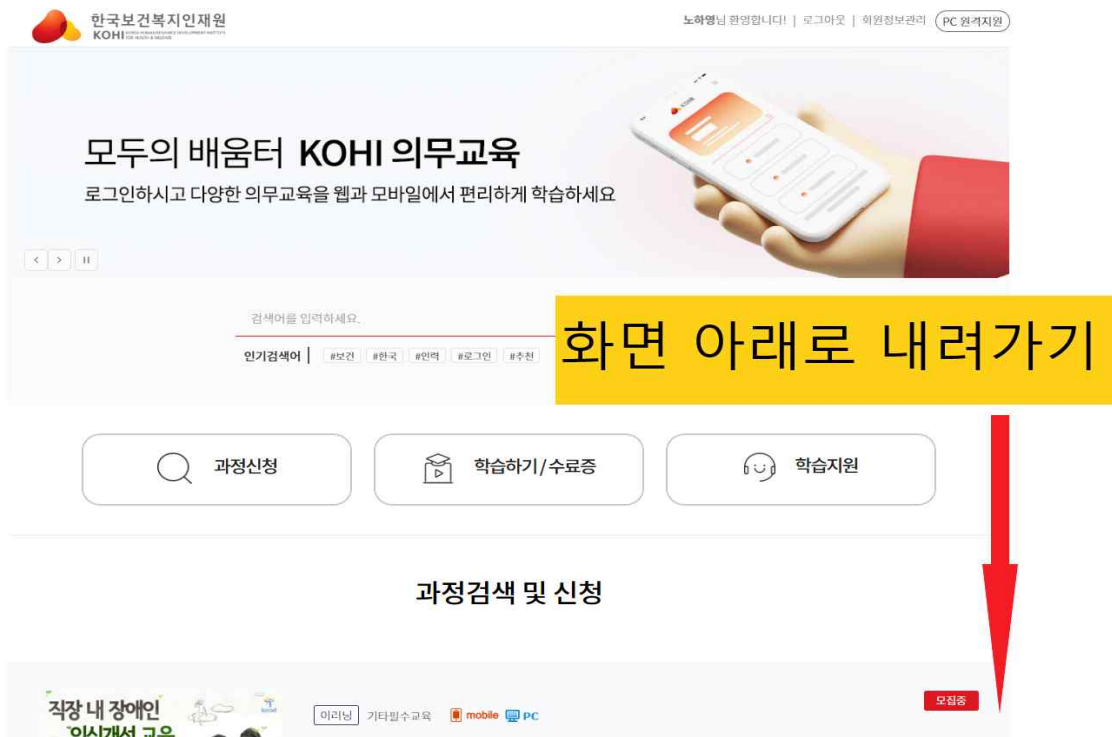 한국보건복지인재원
KOHI KOREA HUMAN RESOURCE DEVELOPMENT INSTITUTE
FOR HEALTH & WELFARE
노하영님 환영합니다! | 로그아웃 | 회원정보관리 PC 원격지원
모두의 배움터 KOHI 의무교육
로그인하시고 다양한 의무교육을 웹과 모바일에서 편리하게 학습하세요
검색어를 입력하세요.
인기검색어 | #보건 #한국 #인력 #로그인 #추천
화면 아래로 내려가기
과정신청 학습하기/수료증 학습지원
과정검색 및 신청
모집중
직장 내 장애인
인식개선 교육
이러닝 기타필수교육 mobile PC